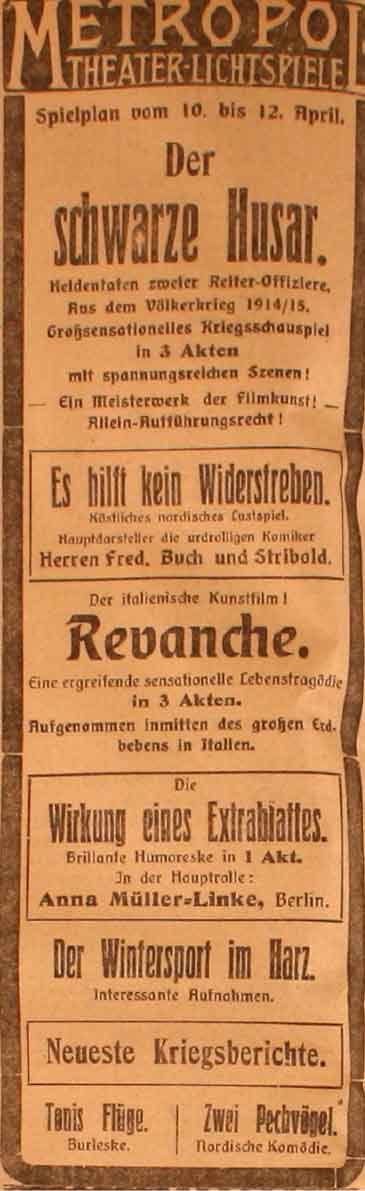 METROPOL
THEATER-LICHTSPIELE
Spielplan vom 10. bis 12. April.
Der
schwarze Husar.
Heldentaten zweier Reiter-Offiziere.
Aus dem Völkerkrieg 1914/15.
Großsensationelles Kriegsschauspiel
in 3 Akten
mit spannungsreichen Szenen!
— Ein Meisterwerk der Filmkunst! —
Allein-Aufführungsrecht!
Es hilft kein Widerstreben.
Köstliches nordisches Lustspiel.
Hauptdarsteller die urdrolligen Komiker
Herren Fred. Buch und Stribold.
Der italienische Kunstfilm!
Revanche.
Eine ergreifende sensationelle Lebenstragödie
in 3 Akten.
Aufgenommen inmitten des großen Erd-
bebens in Italien.
Die
Wirkung eines Extrablattes.
Brillante Humoreske in 1 Akt.
In der Hauptrolle:
Anna Müller=Linke, Berlin.
Der Wintersport im Harz.
Interessante Aufnahmen.
Neueste Kriegsberichte.
Tonis Flüge.
Burleske.
Zwei Pechvögel.
Nordische Komödie.